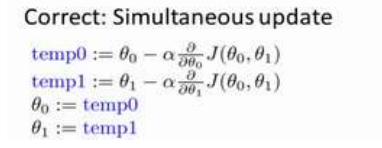 Correct: Simultaneous update
temp0 := θ₀ − α ∂/∂θ₀ J(θ₀, θ₁)
temp1 := θ₁ − α ∂/∂θ₁ J(θ₀, θ₁)
θ₀ := temp0
θ₁ := temp1